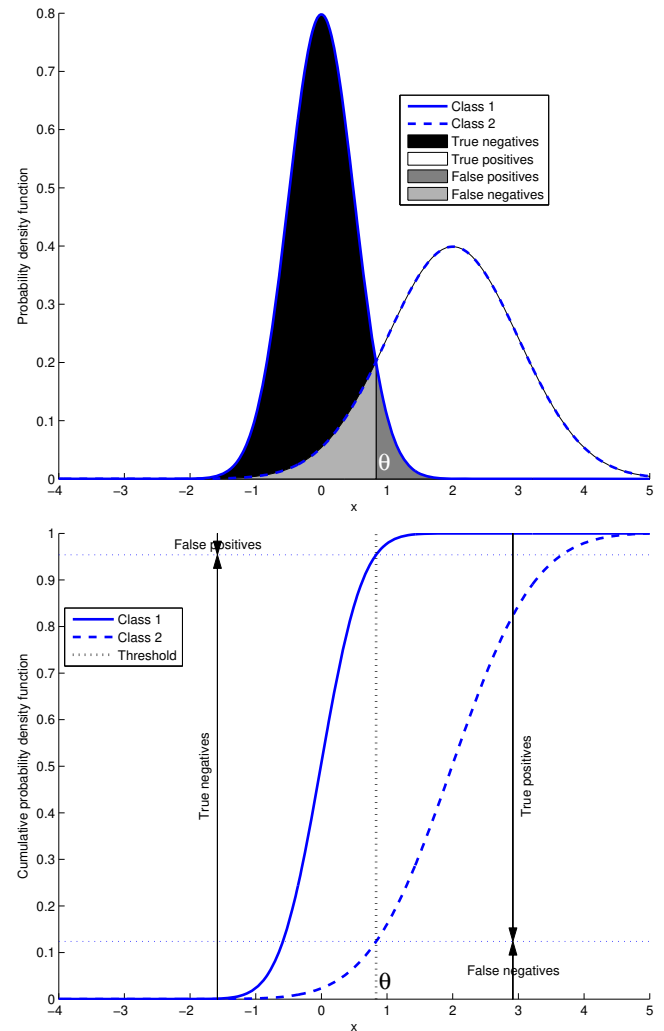 0.8
0.7
0.6
0.5
0.4
0.3
0.2
0.1
0
Probability density function
Class 1
Class 2
True negatives
True positives
False positives
False negatives
θ
−4 −3 −2 −1 0 1 2 3 4 5
x
1
0.9
0.8
0.7
0.6
0.5
0.4
0.3
0.2
0.1
0
Cumulative probability density function
False positives
Class 1
Class 2
Threshold
True negatives
True positives
False negatives
θ
−4 −3 −2 −1 0 1 2 3 4 5
x